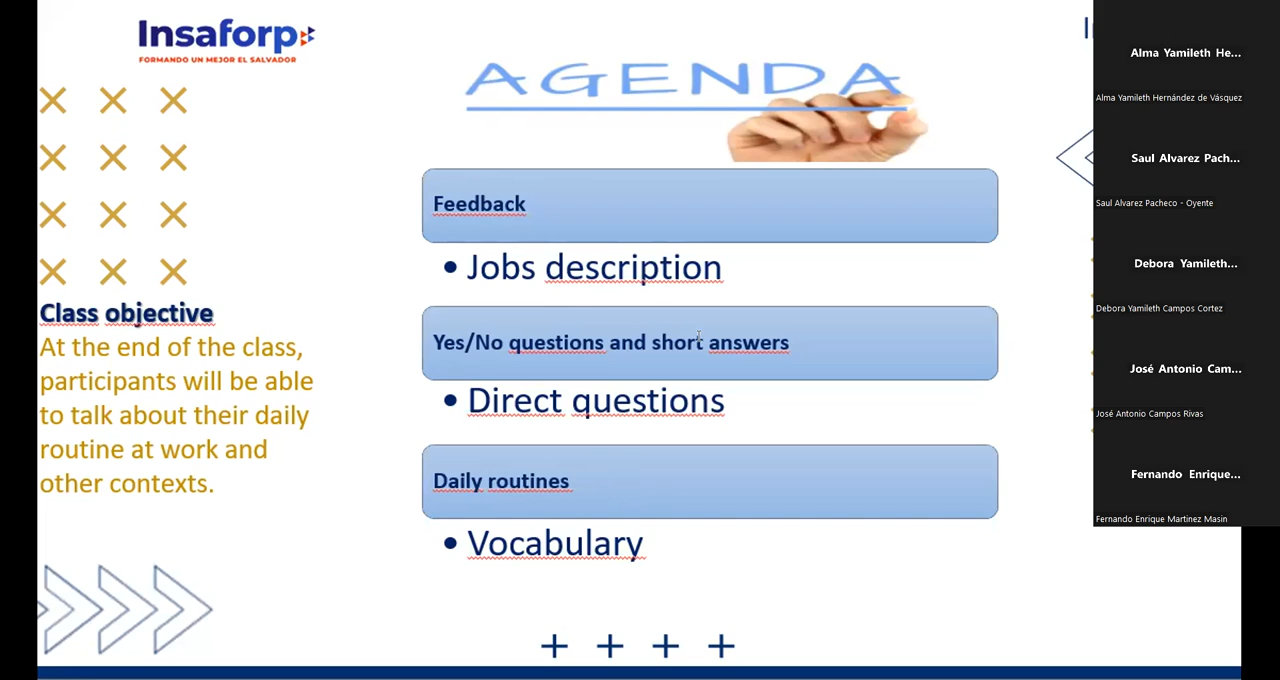 Insaforp
FORMANDO UN MEJOR EL SALVADOR
AGENDA
Feedback
• Jobs description
Yes/No questions and short answers
• Direct questions
Daily routines
• Vocabulary
Class objective
At the end of the class,
participants will be able
to talk about their daily
routine at work and
other contexts.
Alma Yamileth He...
Alma Yamileth Hernández de Vásquez
Saul Alvarez Pach...
Saul Alvarez Pacheco - Oyente
Debora Yamileth...
Debora Yamileth Campos Cortez
José Antonio Cam...
José Antonio Campos Rivas
Fernando Enrique...
Fernando Enrique Martinez Masin